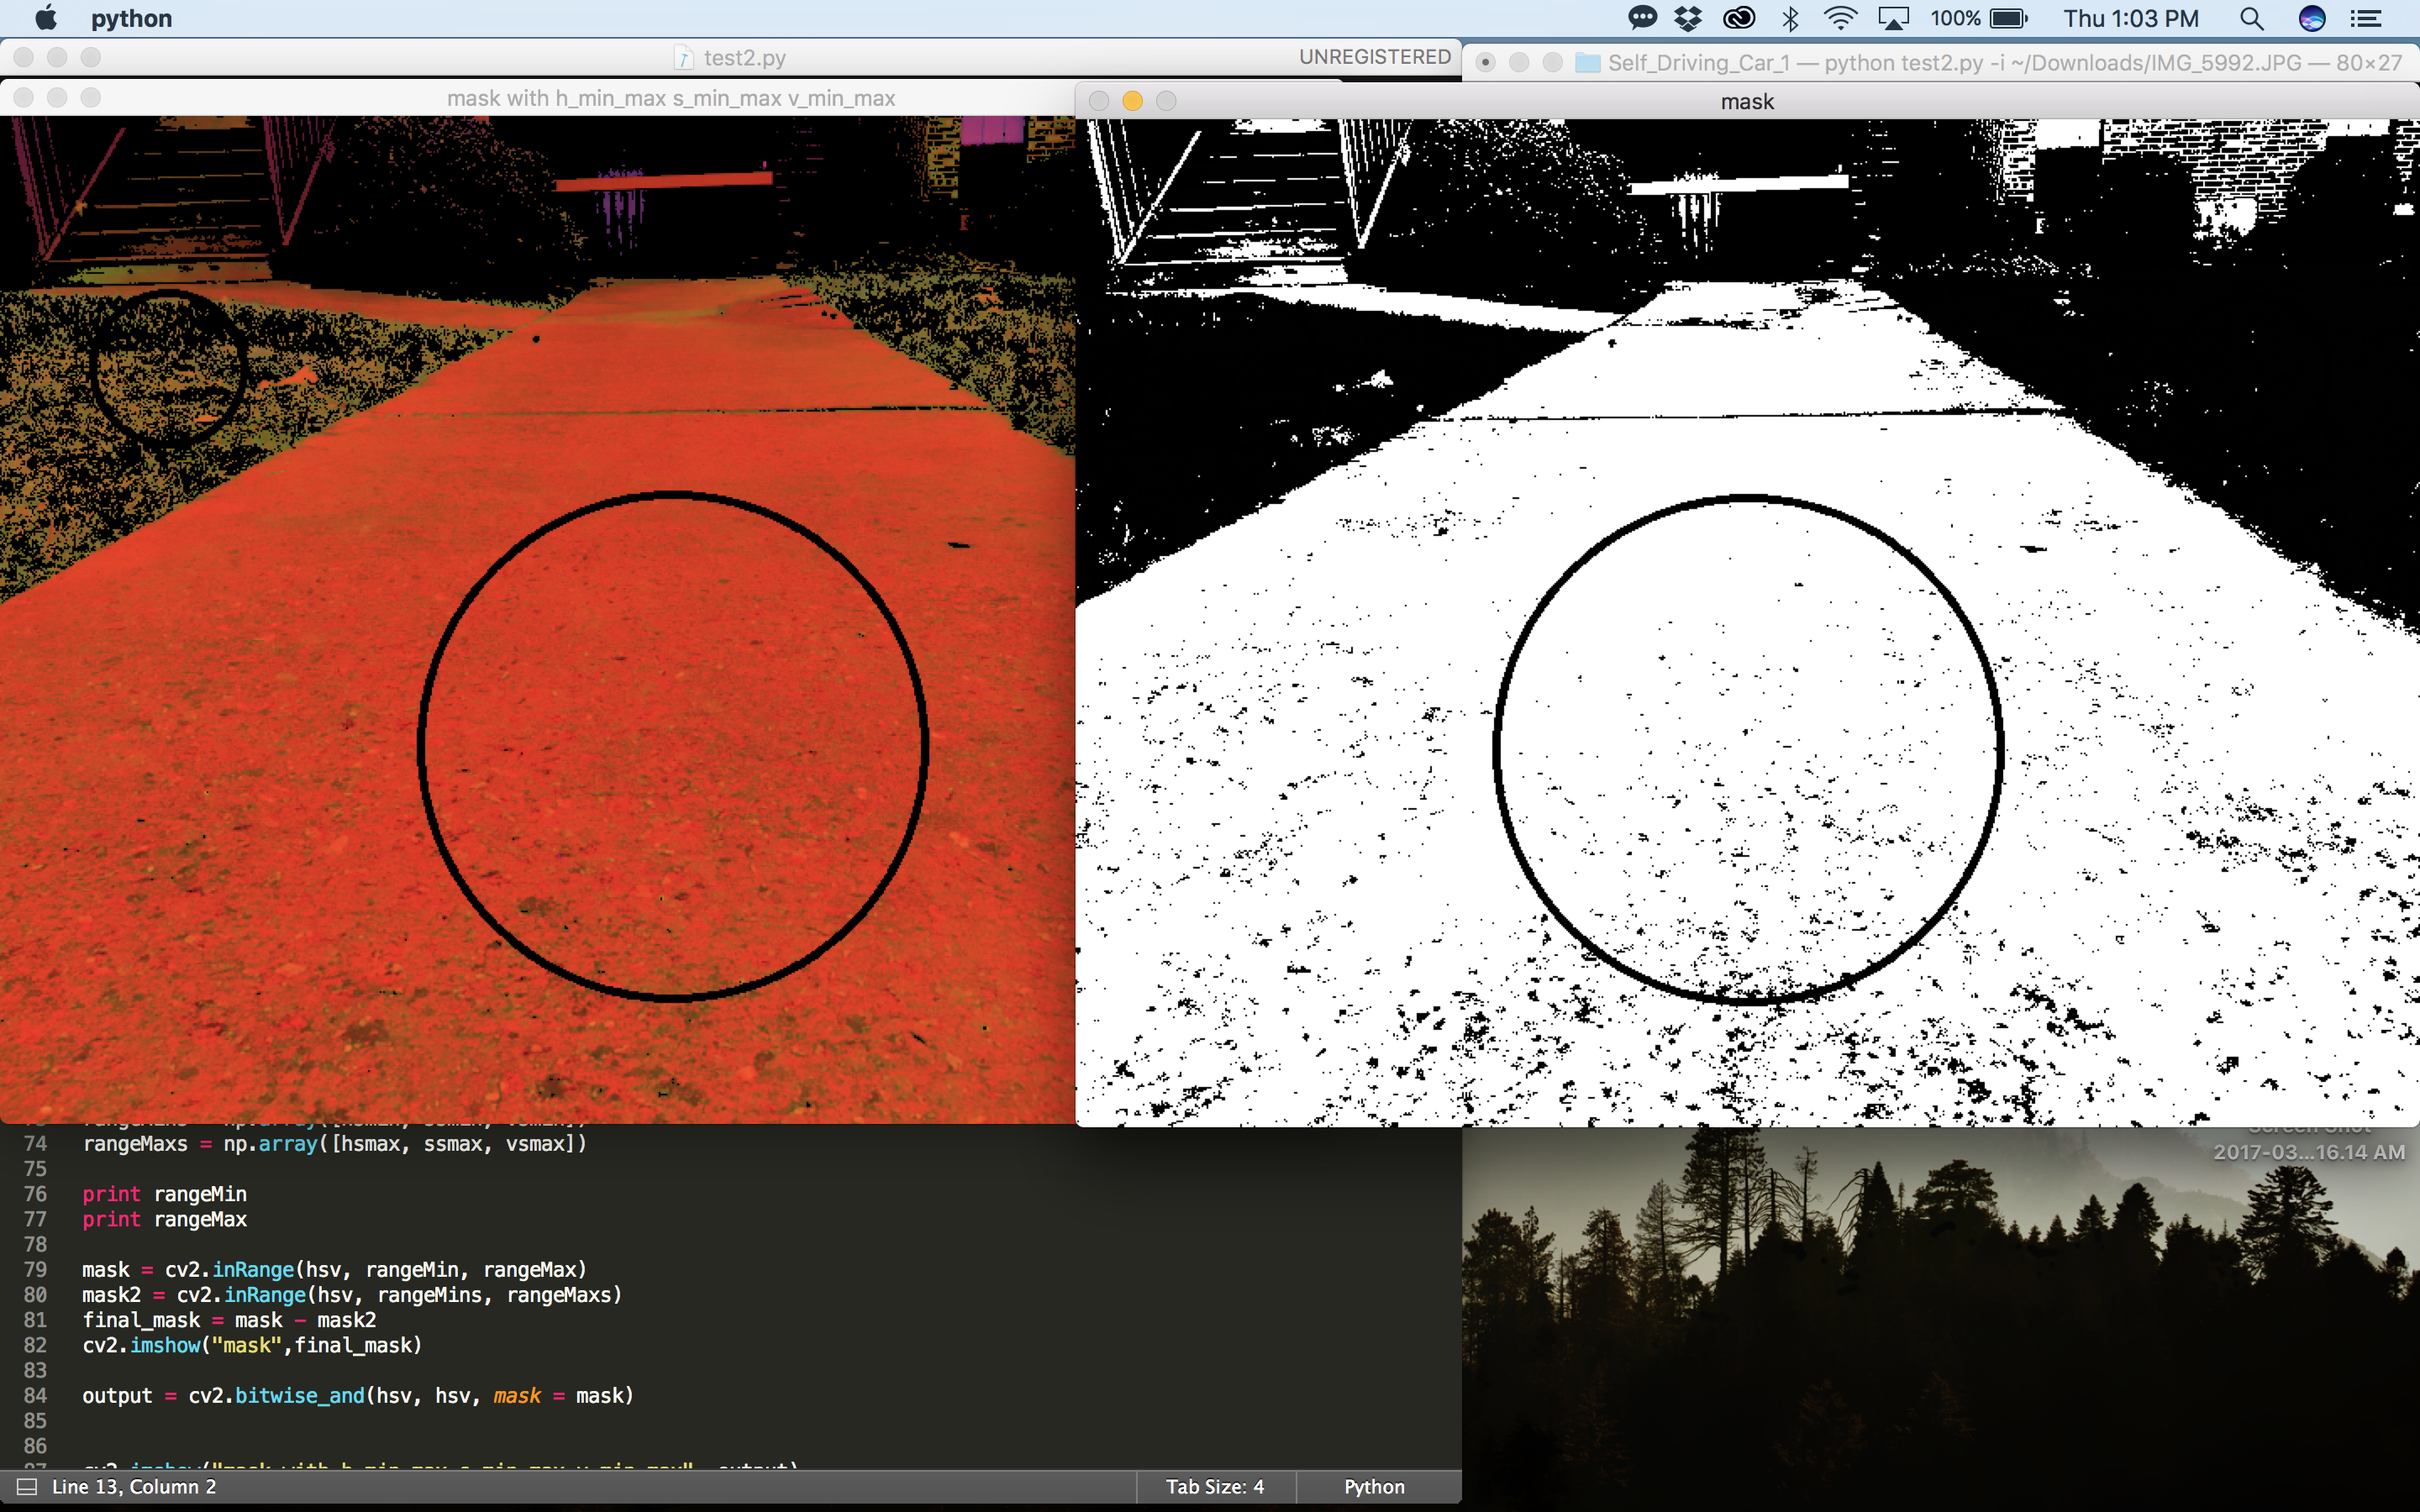 python
100%
Thu 1:03 PM
test2.py
UNREGISTERED
Self_Driving_Car_1 — python test2.py -i ~/Downloads/IMG_5992.JPG — 80×27
mask with h_min_max s_min_max v_min_max
mask
74 rangeMaxs = np.array([hsmax, ssmax, vsmax])
75
76 print rangeMin
77 print rangeMax
78
79 mask = cv2.inRange(hsv, rangeMin, rangeMax)
80 mask2 = cv2.inRange(hsv, rangeMins, rangeMaxs)
81 final_mask = mask - mask2
82 cv2.imshow("mask",final_mask)
83
84 output = cv2.bitwise_and(hsv, hsv, mask = mask)
85
86
Screen Shot
2017-03...16.14 AM
Line 13, Column 2
Tab Size: 4
Python